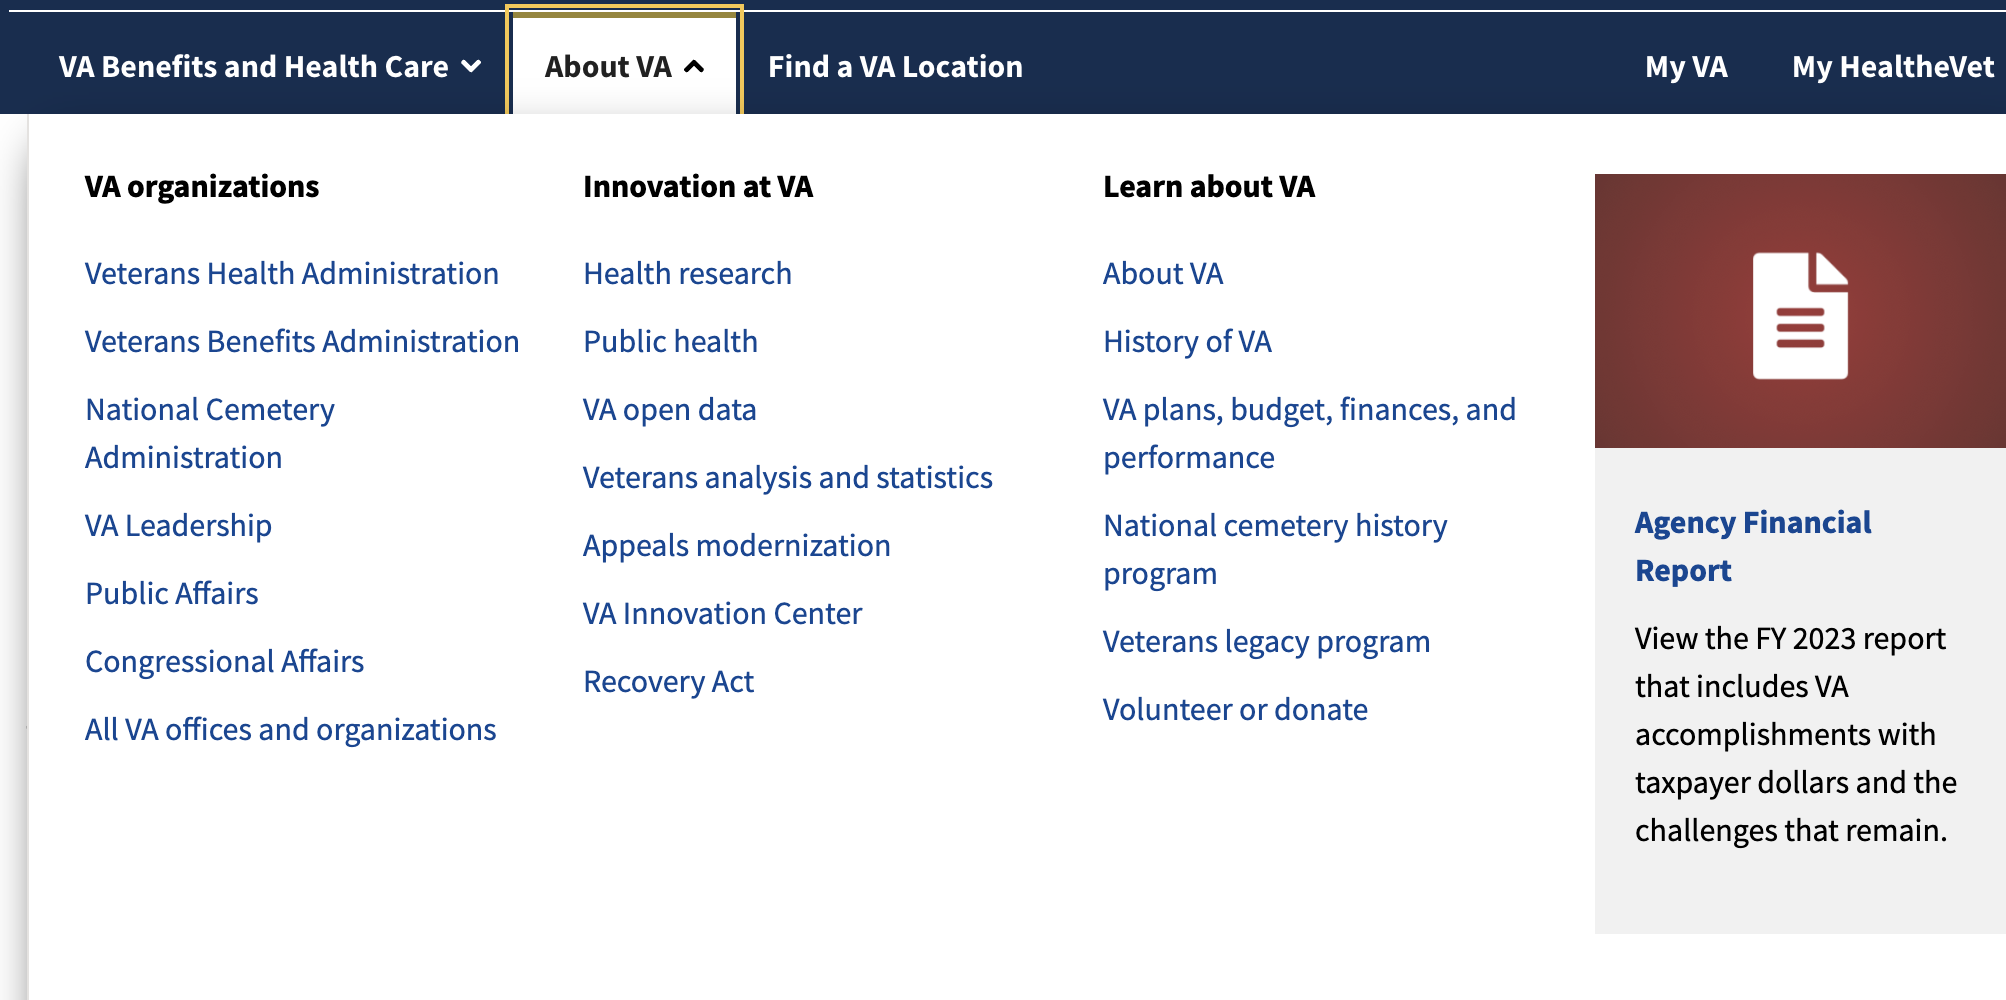 VA Benefits and Health Care
About VA
Find a VA Location
My VA
My HealtheVet
VA organizations
Veterans Health Administration
Veterans Benefits Administration
National Cemetery
Administration
VA Leadership
Public Affairs
Congressional Affairs
All VA offices and organizations
Innovation at VA
Health research
Public health
VA open data
Veterans analysis and statistics
Appeals modernization
VA Innovation Center
Recovery Act
Learn about VA
About VA
History of VA
VA plans, budget, finances, and
performance
National cemetery history
program
Veterans legacy program
Volunteer or donate
Agency Financial
Report
View the FY 2023 report
that includes VA
accomplishments with
taxpayer dollars and the
challenges that remain.